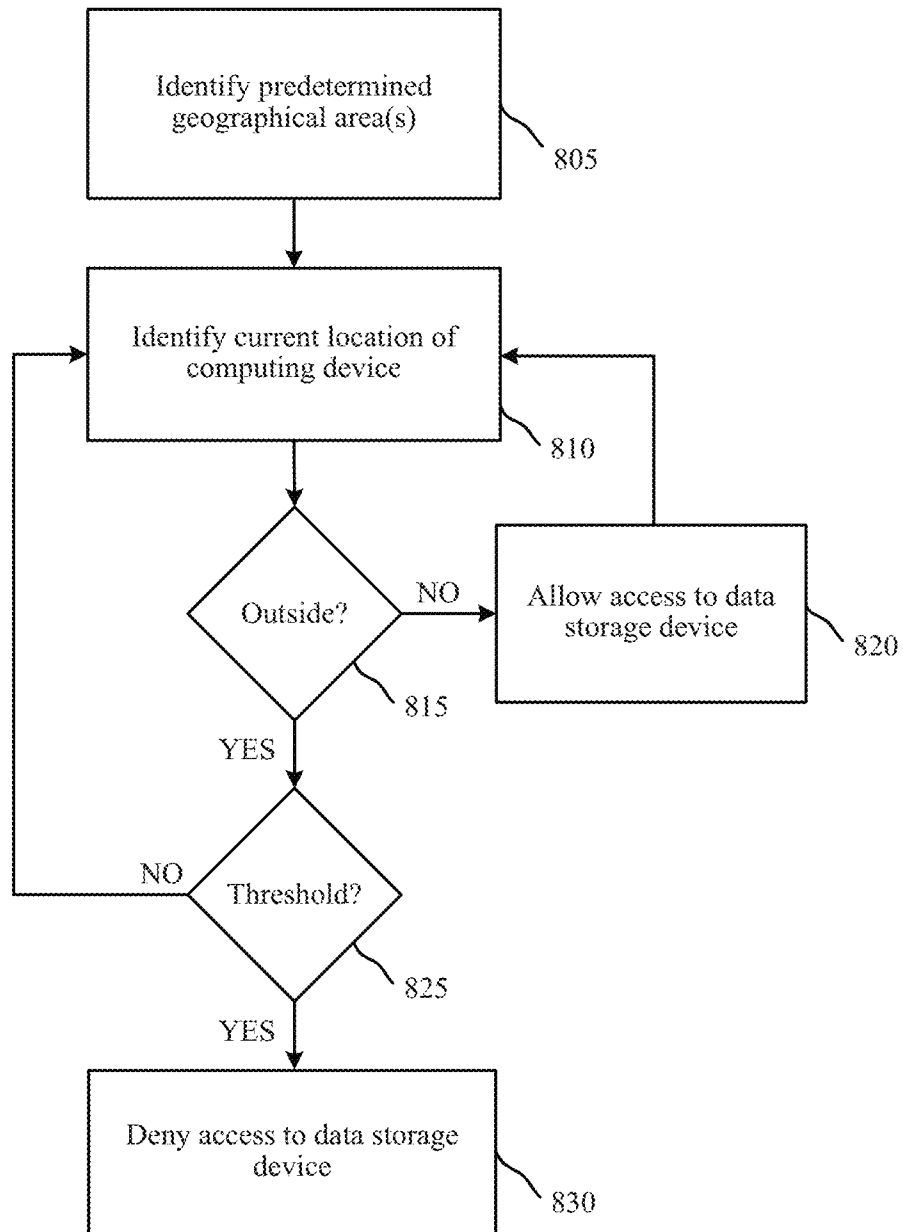 Identify predetermined
geographical area(s)
805
Identify current location of
computing device
810
Outside?
NO
815
Allow access to data
storage device
820
YES
Threshold?
NO
825
YES
Deny access to data storage
device
830